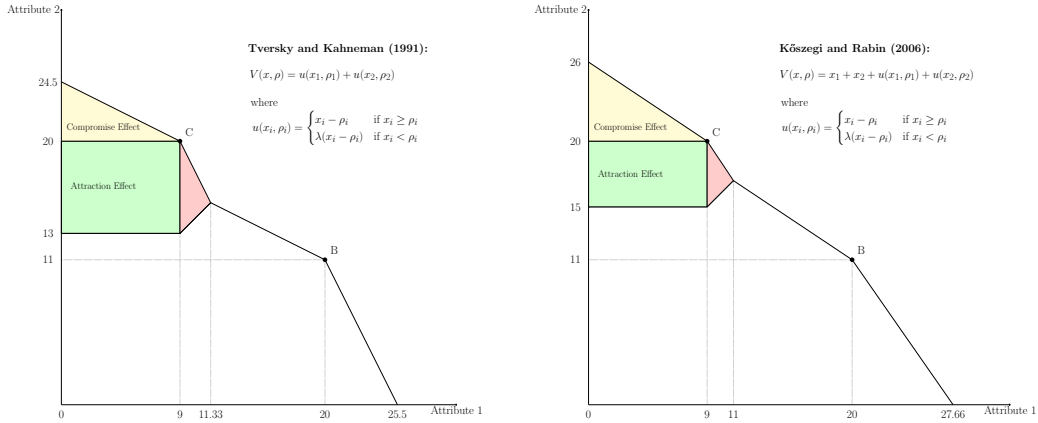 Attribute 2
24.5
20
13
11
0
9
11.33
20
25.5
Attribute 1
Compromise Effect
Attraction Effect
C
B
Tversky and Kahneman (1991):
V(x, ρ) = u(x₁, ρ₁) + u(x₂, ρ₂)
where
u(xᵢ, ρᵢ) = { xᵢ − ρᵢ if xᵢ ≥ ρᵢ
λ(xᵢ − ρᵢ) if xᵢ < ρᵢ
Attribute 2
26
20
15
11
0
9
11
20
27.66
Attribute 1
Compromise Effect
Attraction Effect
C
B
Kőszegi and Rabin (2006):
V(x, ρ) = x₁ + x₂ + u(x₁, ρ₁) + u(x₂, ρ₂)
where
u(xᵢ, ρᵢ) = { xᵢ − ρᵢ if xᵢ ≥ ρᵢ
λ(xᵢ − ρᵢ) if xᵢ < ρᵢ